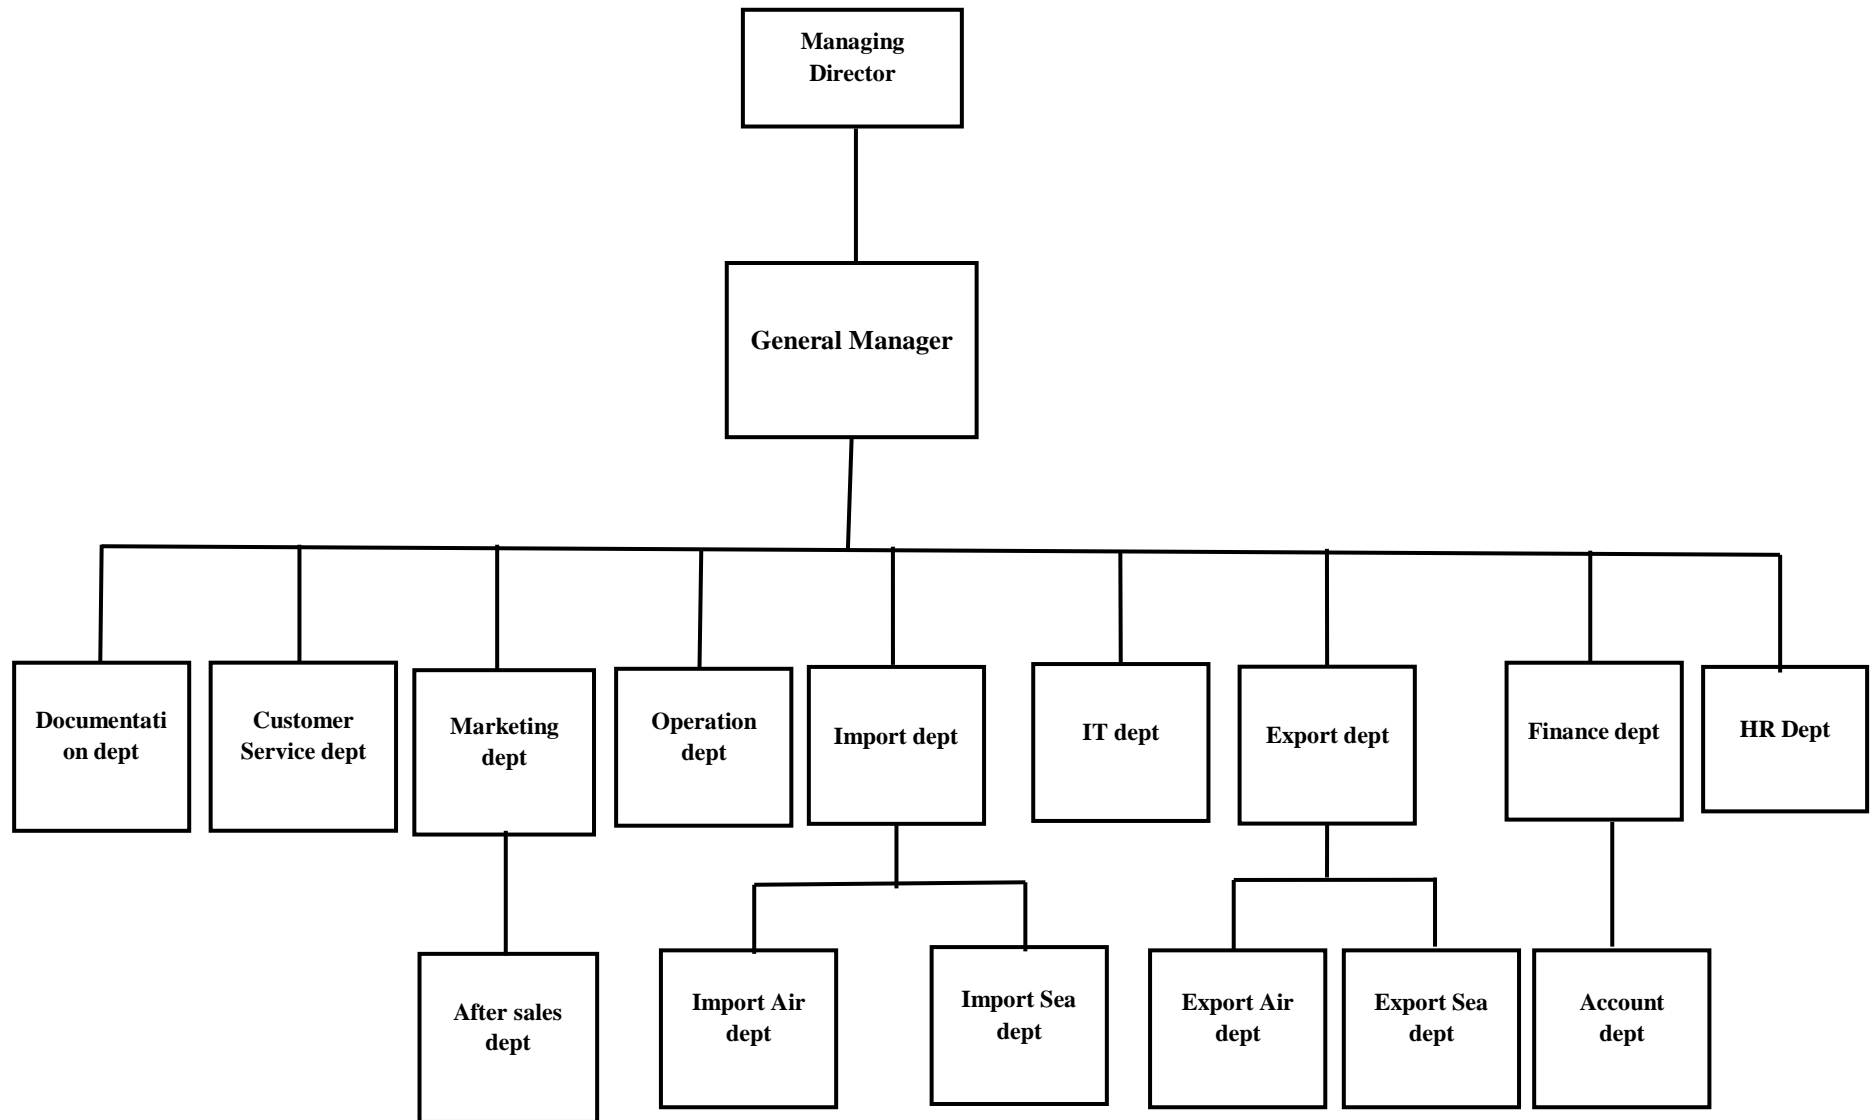 Managing
Director
General Manager
Documentati
on dept
Customer
Service dept
Marketing
dept
Operation
dept
Import dept
IT dept
Export dept
Finance dept
HR Dept
After sales
dept
Import Air
dept
Import Sea
dept
Export Air
dept
Export Sea
dept
Account
dept